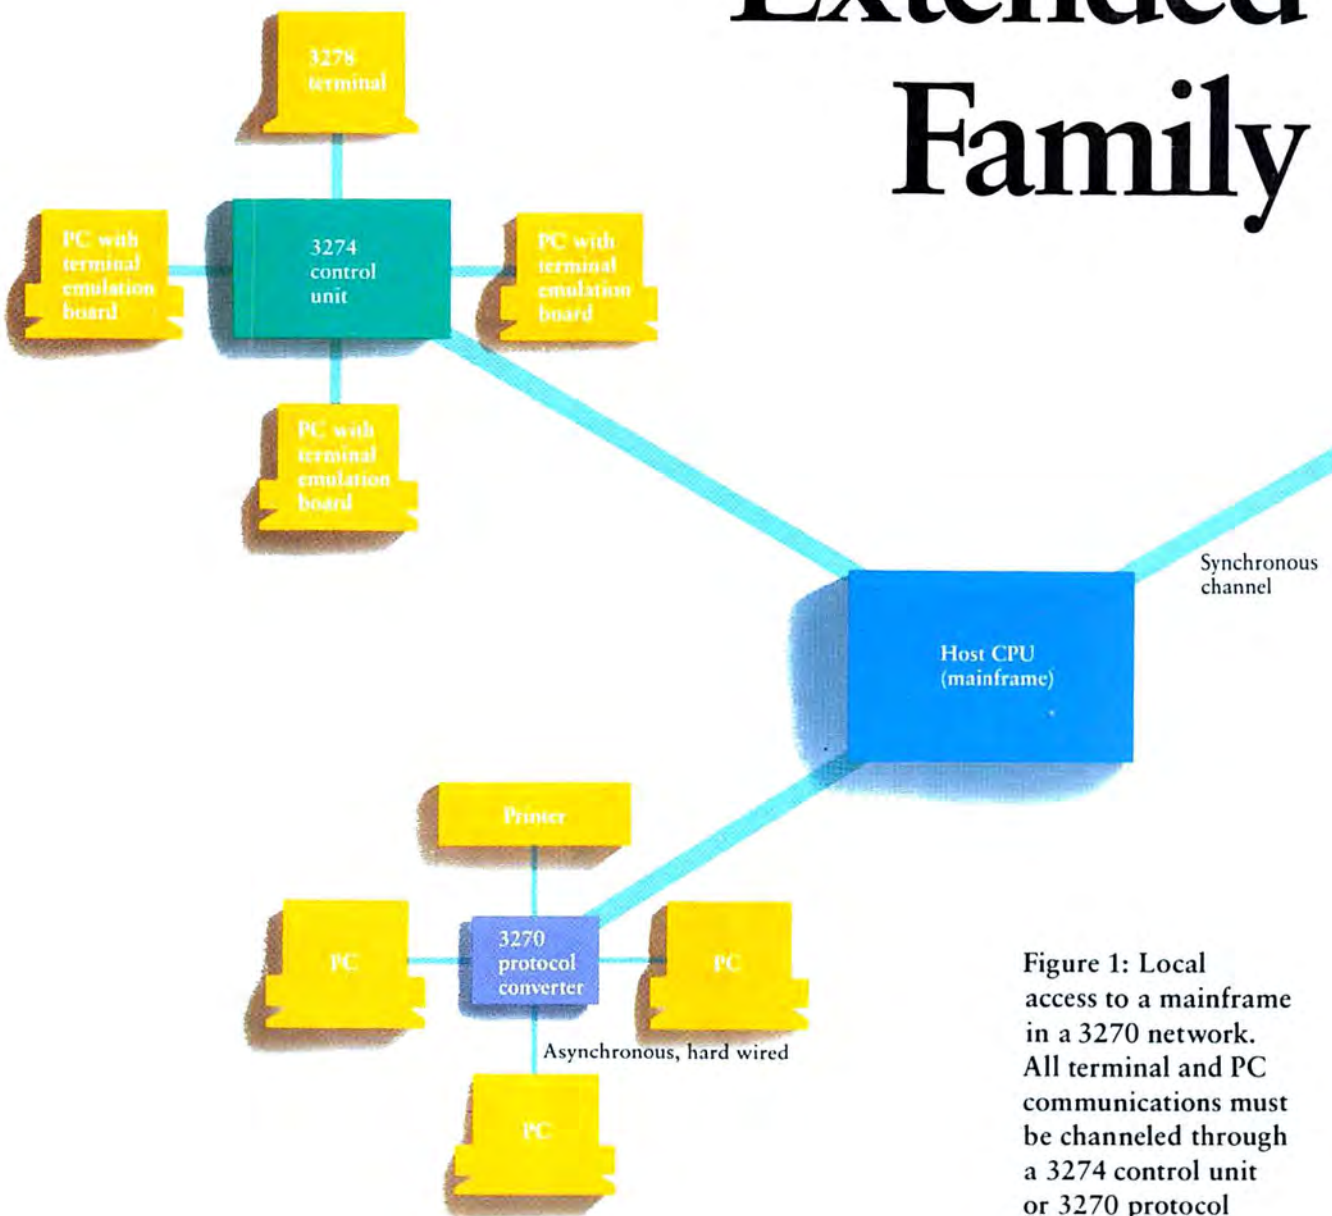 Extended
Family
3278
terminal
PC with
terminal
emulation
board
3274
control
unit
PC with
terminal
emulation
board
PC with
terminal
emulation
board
Synchronous
channel
Host CPU
(mainframe)
Printer
PC
3270
protocol
converter
PC
Asynchronous, hard wired
PC
Figure 1: Local
access to a mainframe
in a 3270 network.
All terminal and PC
communications must
be channeled through
a 3274 control unit
or 3270 protocol